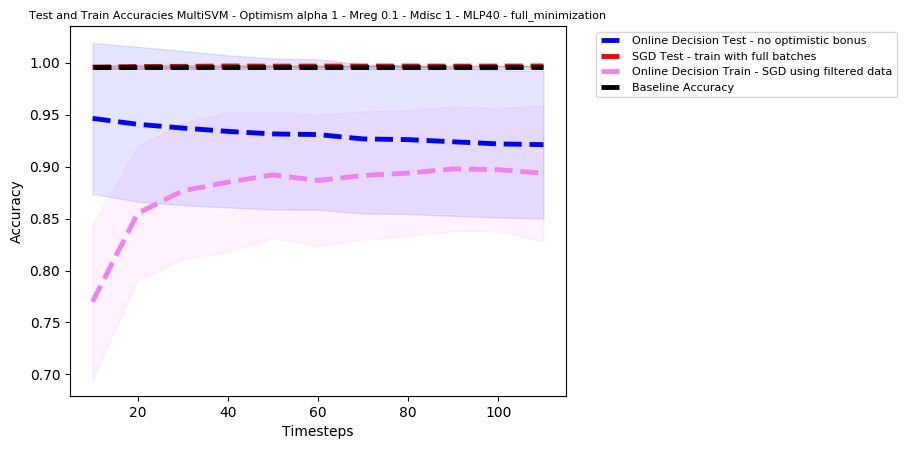 Test and Train Accuracies MultiSVM - Optimism alpha 1 - Mreg 0.1 - Mdisc 1 - MLP40 - full_minimization
Online Decision Test - no optimistic bonus
SGD Test - train with full batches
Online Decision Train - SGD using filtered data
Baseline Accuracy
Accuracy
1.00
0.95
0.90
0.85
0.80
0.75
0.70
20 40 60 80 100
Timesteps